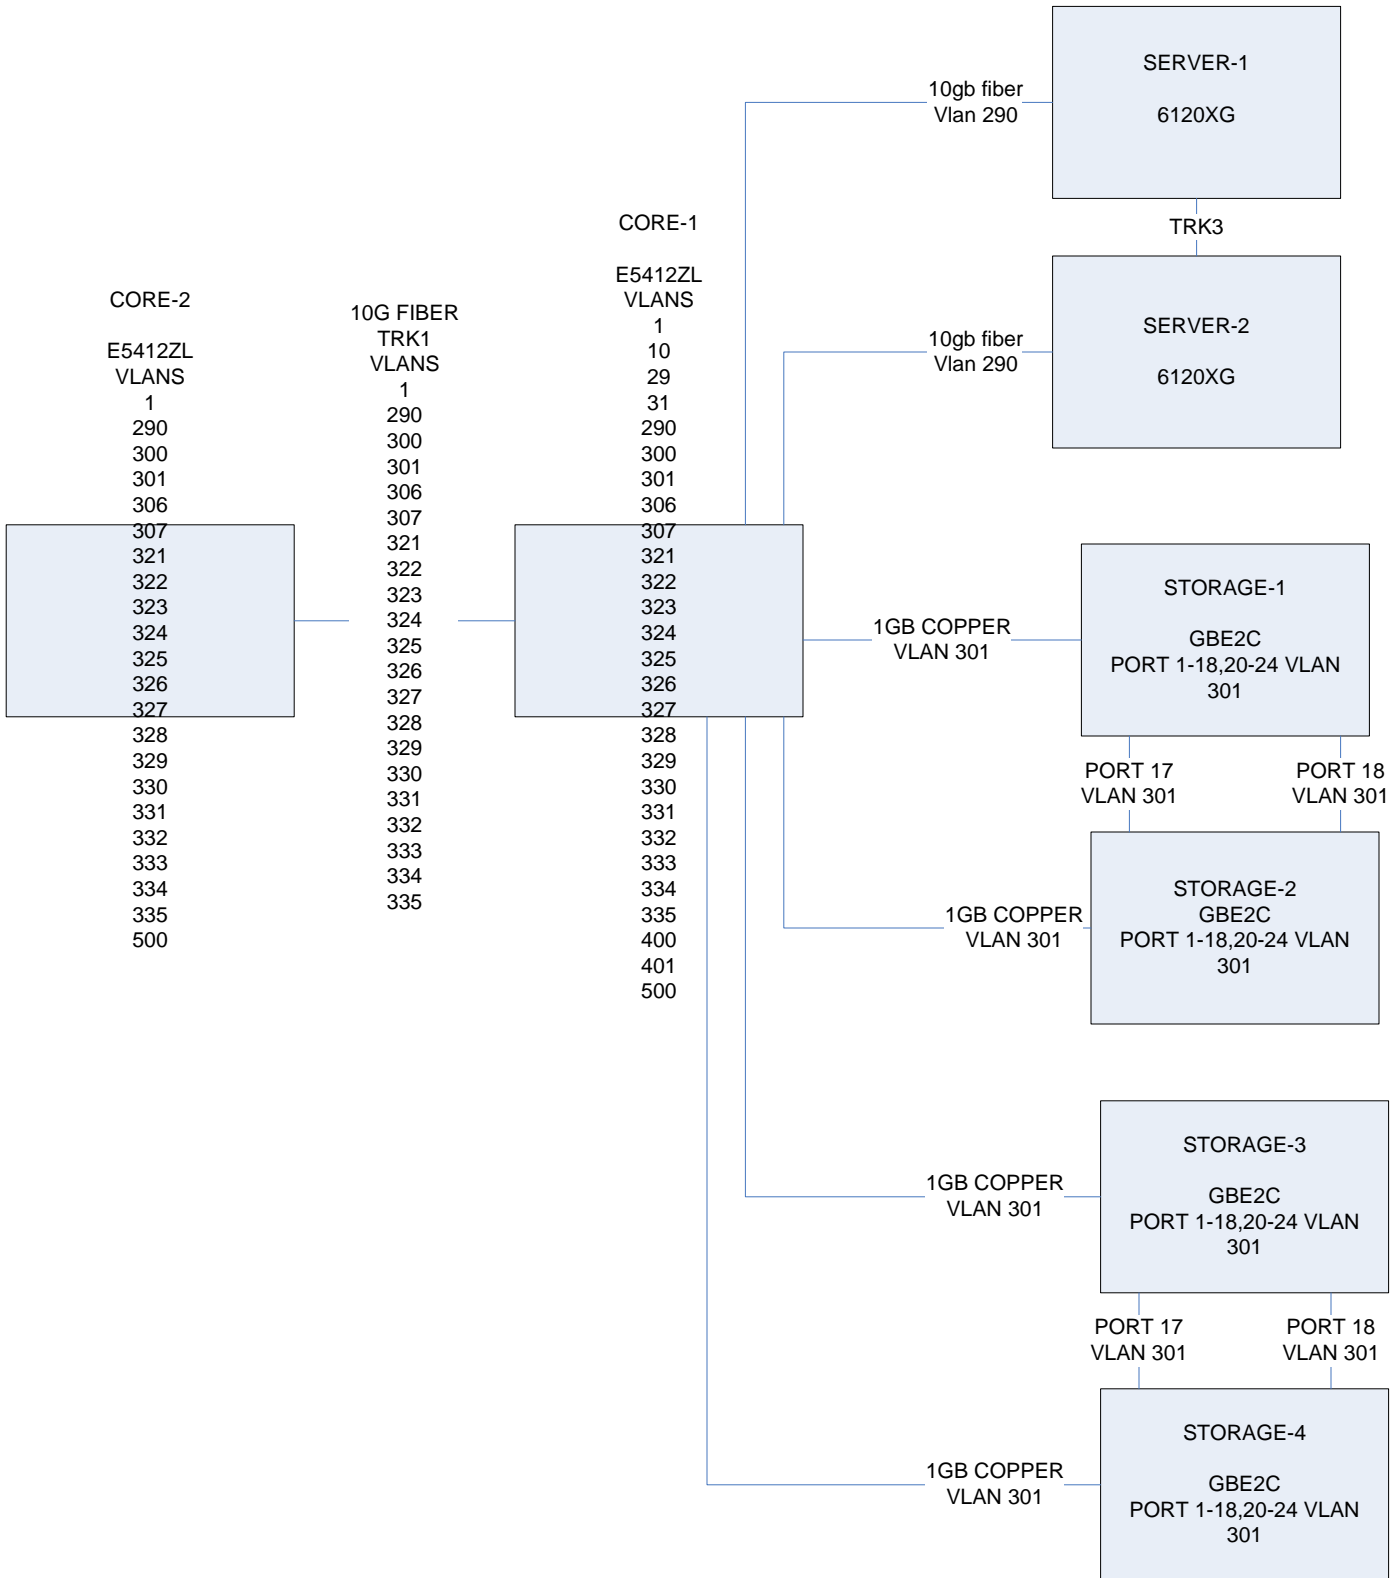 CORE-2
E5412ZL
VLANS
1
290
300
301
306
307
321
322
323
324
325
326
327
328
329
330
331
332
333
334
335
500
10G FIBER
TRK1
VLANS
1
290
300
301
306
307
321
322
323
324
325
326
327
328
329
330
331
332
333
334
335
CORE-1
E5412ZL
VLANS
1
10
29
31
290
300
301
306
307
321
322
323
324
325
326
327
328
329
330
331
332
333
334
335
400
401
500
10gb fiber
Vlan 290
SERVER-1
6120XG
TRK3
10gb fiber
Vlan 290
SERVER-2
6120XG
1GB COPPER
VLAN 301
STORAGE-1
GBE2C
PORT 1-18,20-24 VLAN
301
PORT 17
VLAN 301
PORT 18
VLAN 301
1GB COPPER
VLAN 301
STORAGE-2
GBE2C
PORT 1-18,20-24 VLAN
301
1GB COPPER
VLAN 301
STORAGE-3
GBE2C
PORT 1-18,20-24 VLAN
301
PORT 17
VLAN 301
PORT 18
VLAN 301
1GB COPPER
VLAN 301
STORAGE-4
GBE2C
PORT 1-18,20-24 VLAN
301